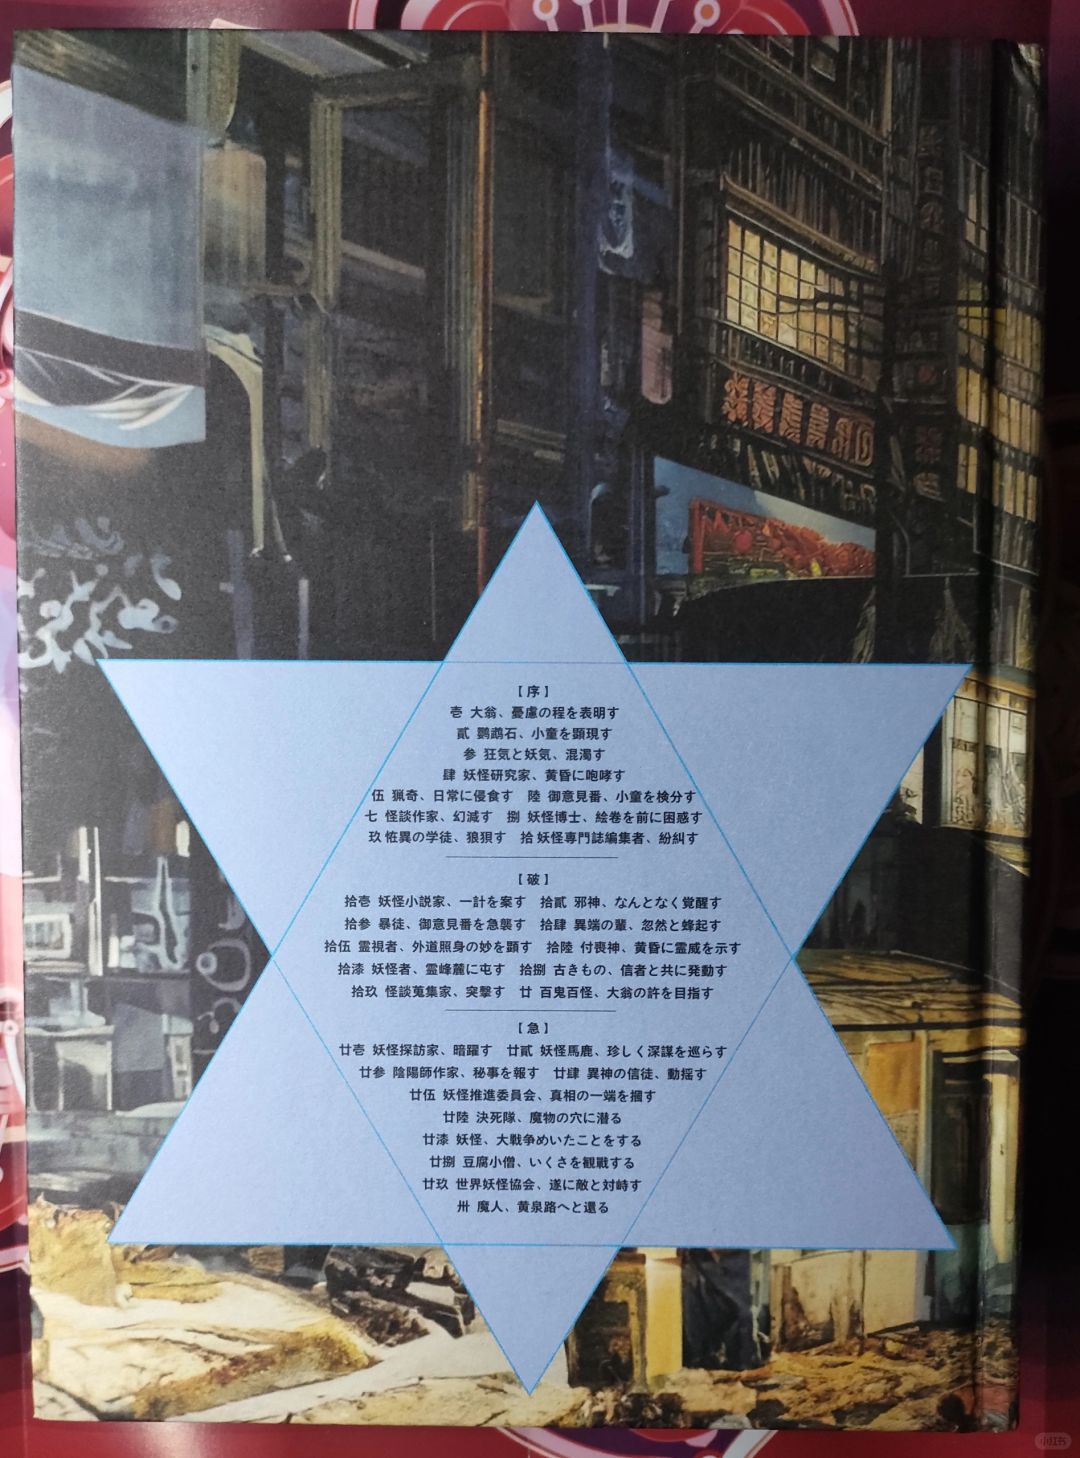 【序】
壱 大翁、憂慮の程を表明す
貳 鸚鵡石、小童を顕現す
参 狂気と妖気、混濁す
肆 妖怪研究家、黄昏に咆哮す
伍 猟奇、日常に侵食す　陸 御意見番、小童を検分す
七 怪談作家、幻滅す　捌 妖怪博士、絵巻を前に困惑す
玖 恠異の学徒、狼狽す　拾 妖怪専門誌編集者、紛糾す
【破】
拾壱 妖怪小説家、一計を案す　拾貳 邪神、なんとなく覚醒す
拾参 暴徒、御意見番を急襲す　拾肆 異端の輩、忽然と蜂起す
拾伍 霊視者、外道照身の妙を顕す　拾陸 付喪神、黄昏に霊威を示す
拾漆 妖怪者、霊峰麓に屯す　拾捌 古きもの、信者と共に発動す
拾玖 怪談蒐集家、突撃す　廿 百鬼百怪、大翁の許を目指す
【急】
廿壱 妖怪探訪家、暗躍す　廿貳 妖怪馬鹿、珍しく深謀を巡らす
廿参 陰陽師作家、秘事を報す　廿肆 異神の信徒、動揺す
廿伍 妖怪推進委員会、真相の一端を摑す
廿陸 決死隊、魔物の穴に潜る
廿漆 妖怪、大戦争めいたことをする
廿捌 豆腐小僧、いくさを観戦する
廿玖 世界妖怪協会、遂に敵と対峙す
卅 魔人、黄泉路へと還る
小红书